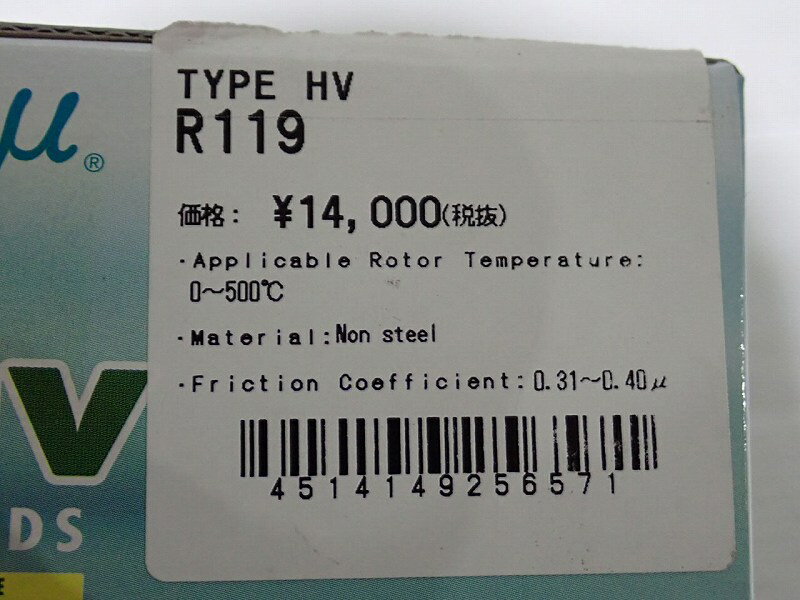 μ®
TYPE HV
R119
価格: ¥14,000(税抜)
・Applicable Rotor Temperature:
0~500℃
・Material:Non steel
・Friction Coefficient:0.31~0.40μ
4514149256571
V
DS